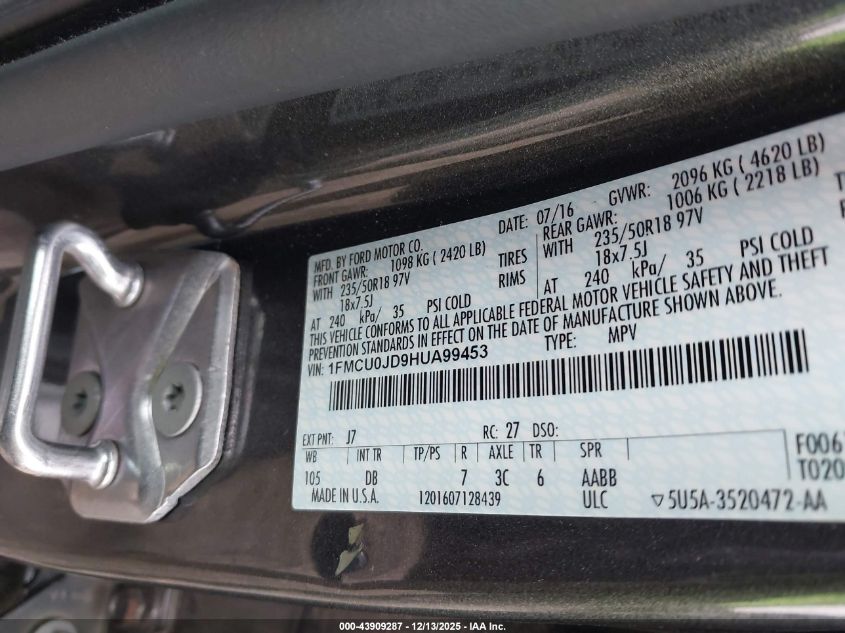 MFD. BY FORD MOTOR CO. DATE: 07/16 GVWR: 2096 KG ( 4620 LB)
FRONT GAWR: 1098 KG ( 2420 LB) REAR GAWR: 1006 KG ( 2218 LB)
WITH 235/50R18 97V TIRES WITH 235/50R18 97V
18x7.5J RIMS 18x7.5J
AT 240 kPa/ 35 PSI COLD AT 240 kPa/ 35 PSI COLD
THIS VEHICLE CONFORMS TO ALL APPLICABLE FEDERAL MOTOR VEHICLE SAFETY AND THEFT
PREVENTION STANDARDS IN EFFECT ON THE DATE OF MANUFACTURE SHOWN ABOVE.
VIN: 1FMCU0JD9HUA99453 TYPE: MPV
EXT PNT: J7 RC: 27 DSO:
WB INT TR TP/PS R AXLE TR SPR
105 DB 7 3C 6 AABB
MADE IN U.S.A. 1201607128439 ULC ▽5U5A-3520472-AA
F006
T020
000-43909287 - 12/13/2025 - IAA Inc.